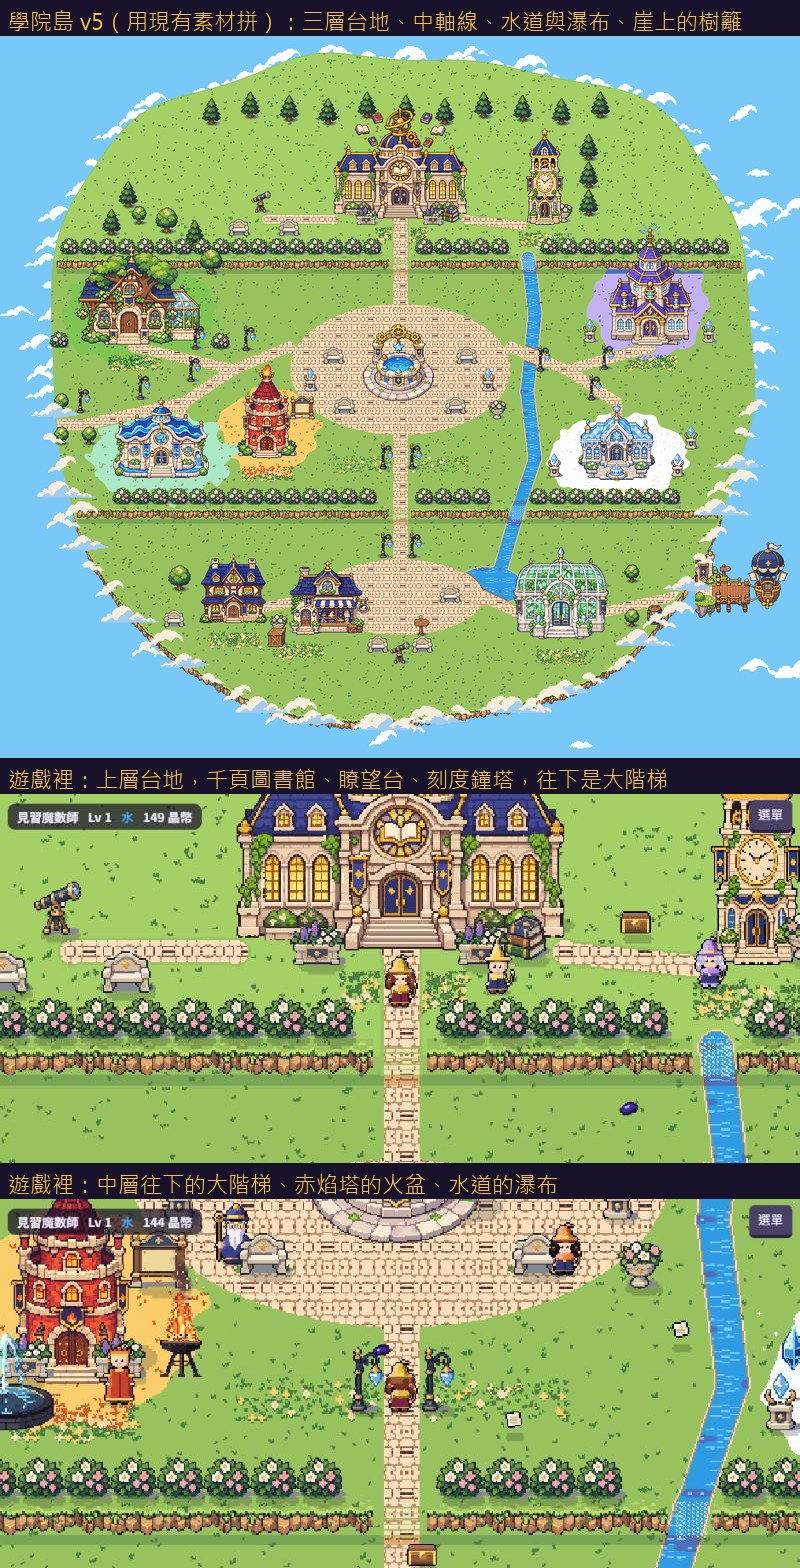 學院島 v5（用現有素材拼）：三層台地、中軸線、水道與瀑布、崖上的樹籬
遊戲裡：上層台地，千頁圖書館、瞭望台、刻度鐘塔，往下是大階梯
見習魔數師 Lv 1 水 149 晶幣
選單
遊戲裡：中層往下的大階梯、赤焰塔的火盆、水道的瀑布
見習魔數師 Lv 1 水 144 晶幣
選單